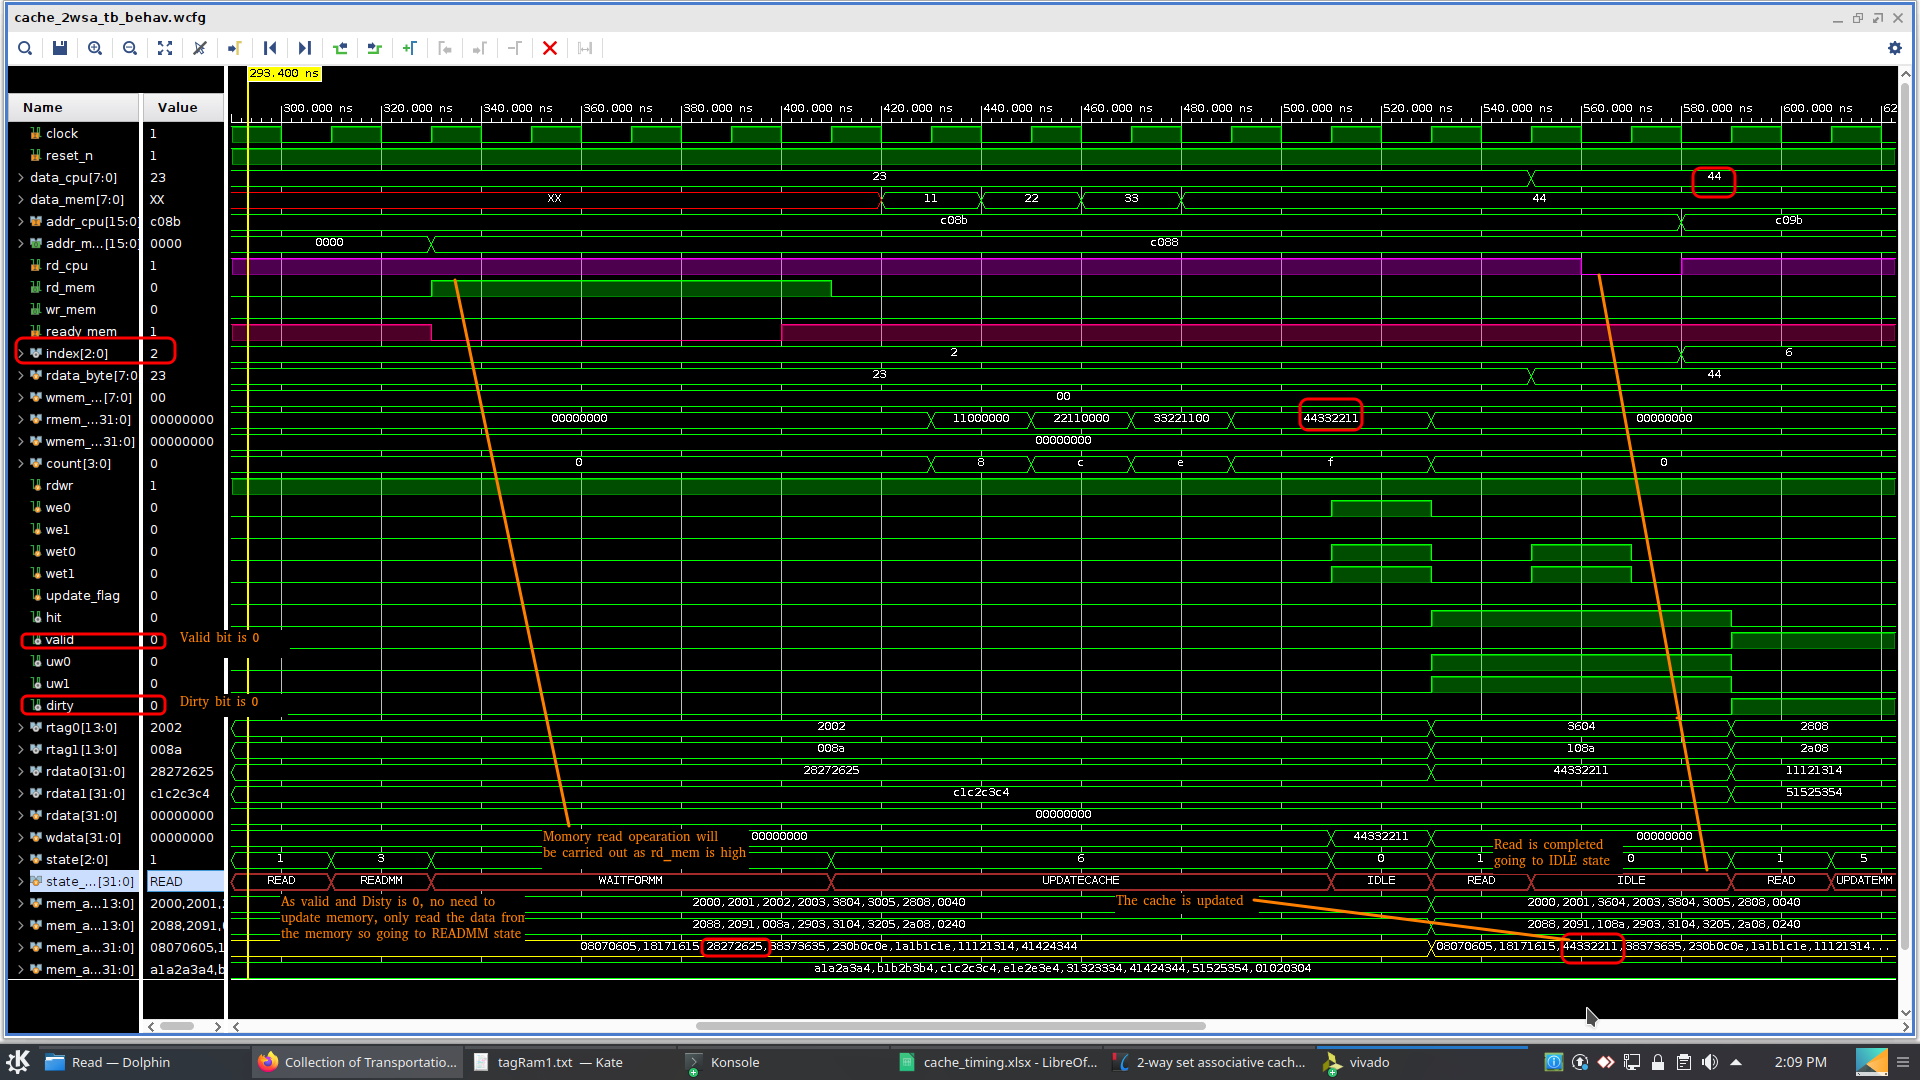 cache_2wsa_tb_behav.wcfg
293.400 ns
Name Value
300.000 ns 320.000 ns 340.000 ns 360.000 ns 380.000 ns 400.000 ns 420.000 ns 440.000 ns 460.000 ns 480.000 ns 500.000 ns 520.000 ns 540.000 ns 560.000 ns 580.000 ns 600.000 ns 62
clock 1
reset_n 1
data_cpu[7:0] 23 23 44
data_mem[7:0] XX XX 11 22 33 44
addr_cpu[15:0] c08b c08b c09b
addr_m...[15:0] 0000 0000 c088
rd_cpu 1
rd_mem 0
wr_mem 0
ready_mem 1
index[2:0] 2 2 6
rdata_byte[7:0 23 23 44
wmem_...[7:0] 00 00
rmem_...31:0] 00000000 00000000 11000000 22110000 33221100 44332211 00000000
wmem_...31:0] 00000000 00000000
count[3:0] 0 0 8 c e f 0
rdwr 1
we0 0
we1 0
wet0 0
wet1 0
update_flag 0
hit 0
valid 0 Valid bit is 0
uw0 0
uw1 0
dirty 0 Dirty bit is 0
rtag0[13:0] 2002 2002 3604 2808
rtag1[13:0] 008a 008a 108a 2a08
rdata0[31:0] 28272625 28272625 44332211 11121314
rdata1[31:0] c1c2c3c4 c1c2c3c4 51525354
rdata[31:0] 00000000 00000000
wdata[31:0] 00000000 00000000 44332211 00000000
Momory read opearation will
be carried out as rd_mem is high
Read is completed
going to IDLE state
state[2:0] 1 1 3 6 0 1 0 1 5
state_...[31:0] READ READ READMM WAITFORMM UPDATECACHE IDLE READ IDLE READ UPDATEMM
mem_a...13:0] 2000,2001, 2000,2001,2002,2003,3804,3005,2808,0040 2000,2001,3604,2003,3804,3005,2808,0040
As valid and Disty is 0, no need to
update memory, only read the data from
the memory so going to READMM state
The cache is updated
mem_a...13:0] 2088,2091, 2088,2091,008a,2903,3104,3205,2a08,0240 2088,2091,108a,2903,3104,3205,2a08,0240
mem_a...31:0] 08070605,1 08070605,18171615,28272625,38373635,230b0c0e,1a1b1c1e,11121314,41424344 08070605,18171615,44332211,38373635,230b0c0e,1a1b1c1e,11121314...
mem_a...31:0] a1a2a3a4,b a1a2a3a4,b1b2b3b4,c1c2c3c4,e1e2e3e4,31323334,41424344,51525354,01020304
Read — Dolphin
Collection of Transportatio...
tagRam1.txt — Kate
Konsole
cache_timing.xlsx - LibreOf...
2-way set associative cach...
vivado
2:09 PM